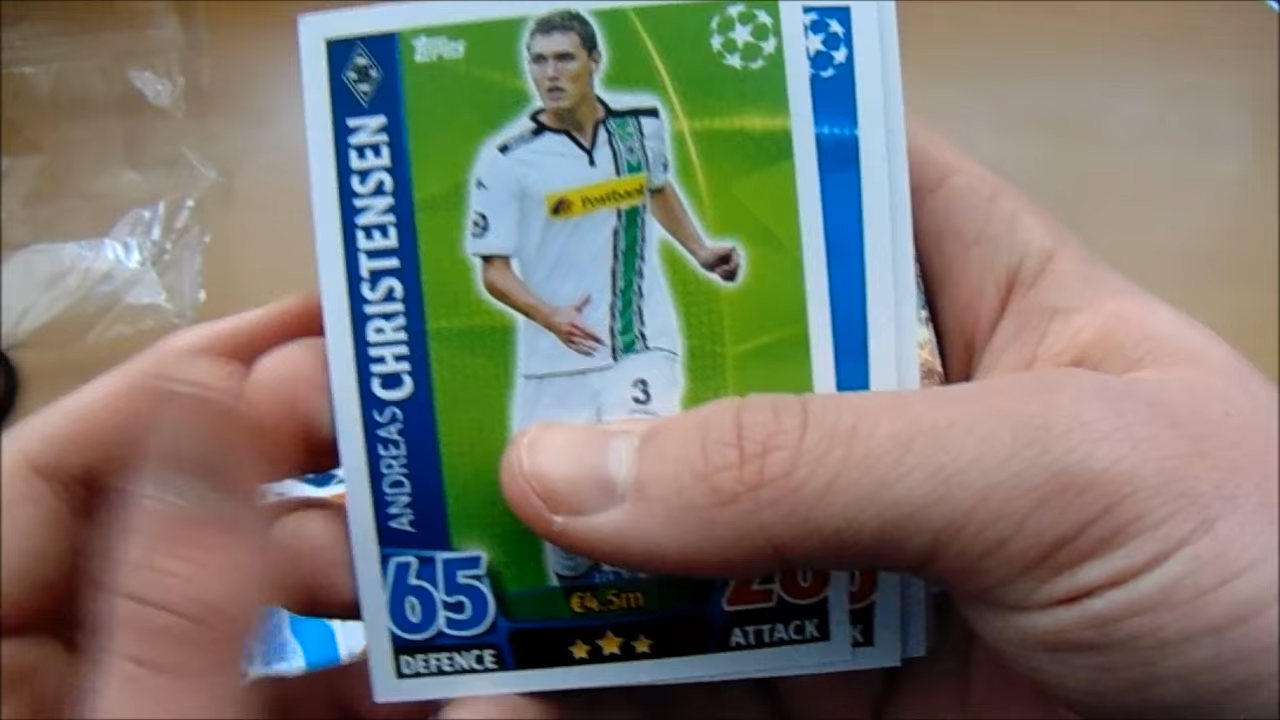 topps
ANDREAS CHRISTENSEN
Postbank
3
65
DEFENCE
€4.5m
ATTACK
K